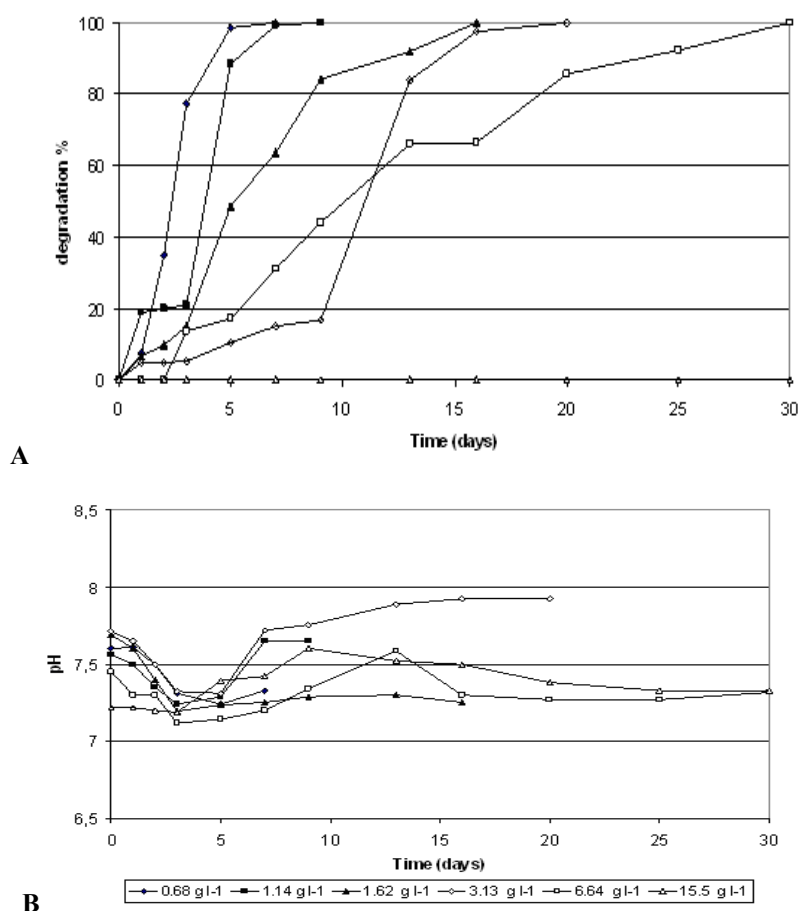 100
80
60
40
20
0
degradation %
0 5 10 15 20 25 30
Time (days)
A
8,5
8
7.5
7
6,5
pH
0 5 10 15 20 25 30
Time (days)
B
0.68 g l-1 1.14 g l-1 1.62 g l-1 3.13 g l-1 6.64 g l-1 15.5 g l-1